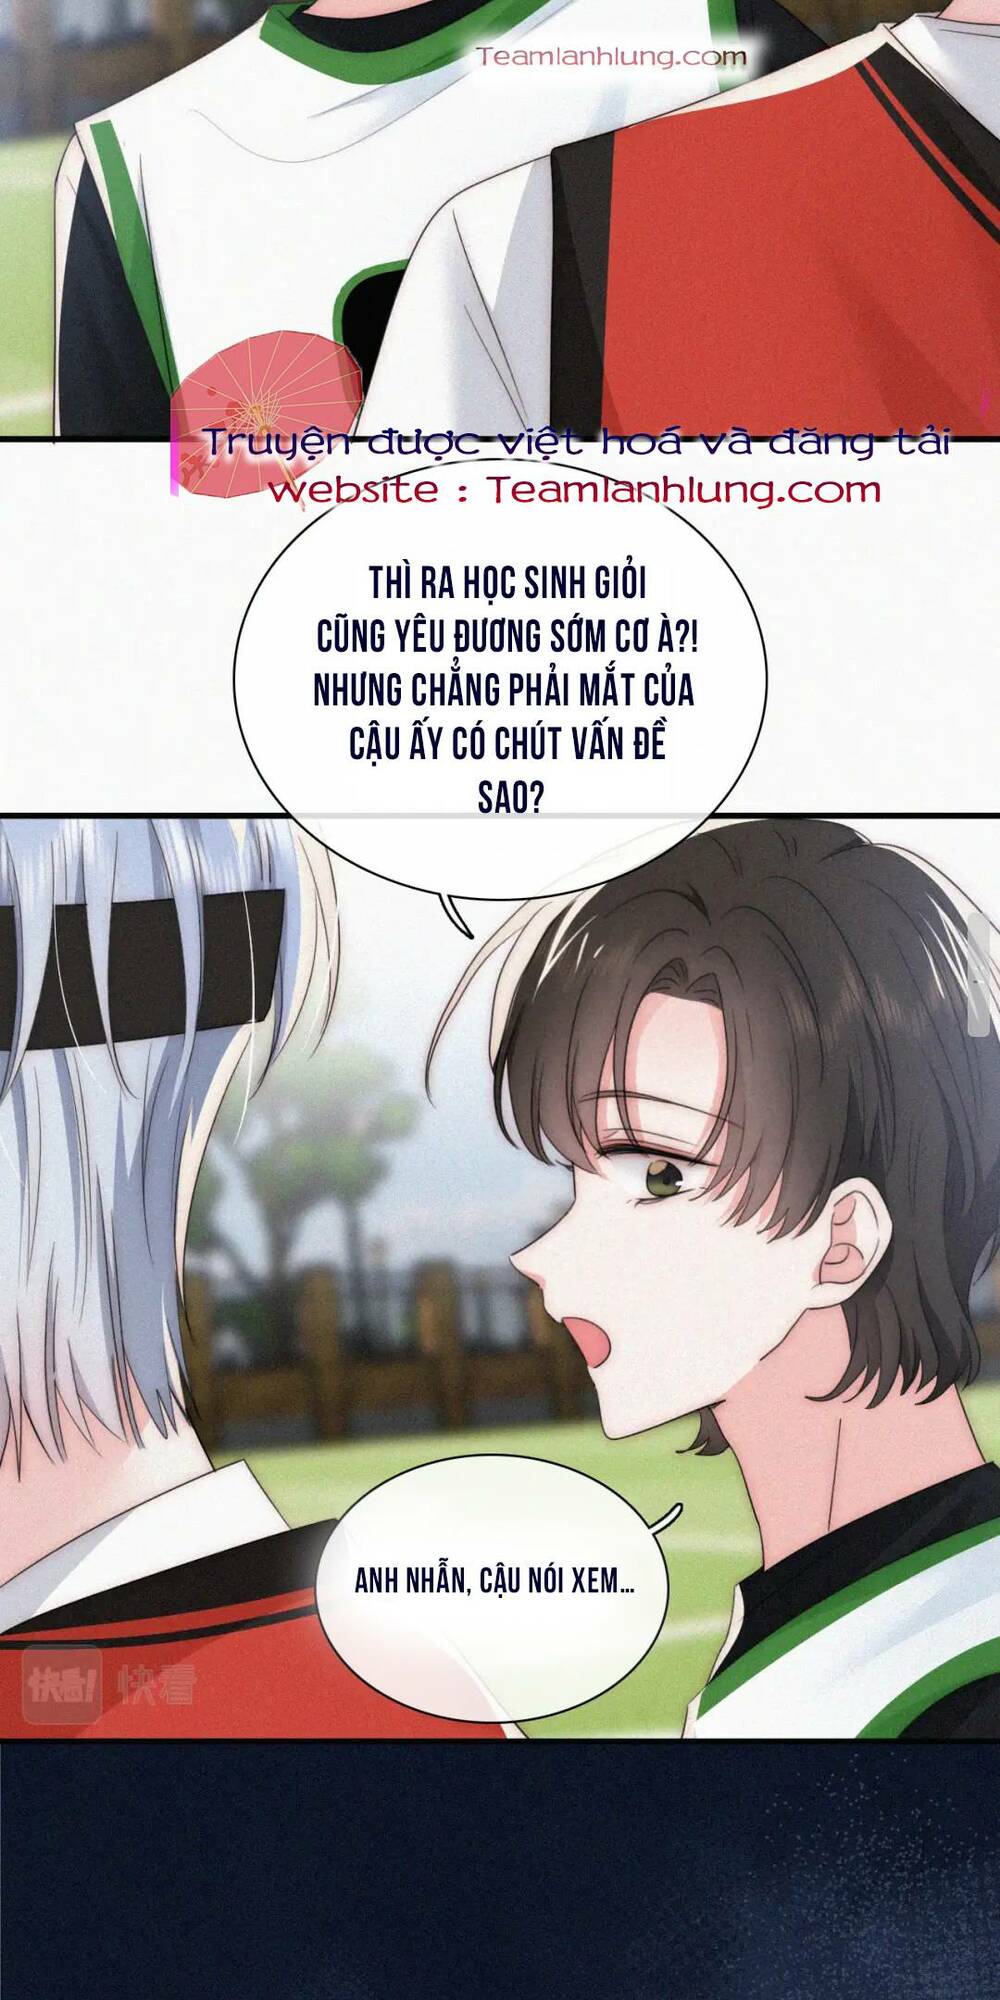 Teamlanhlung.com
Truyện được việt hoá và đăng tải
website : Teamlanhlung.com
THÌ RA HỌC SINH GIỎI
CŨNG YÊU ĐƯƠNG SỚM CƠ À?!
NHƯNG CHẲNG PHẢI MẮT CỦA
CẬU ẤY CÓ CHÚT VẤN ĐỀ
SAO?
ANH NHẪN, CẬU NÓI XEM...
快看! 快看